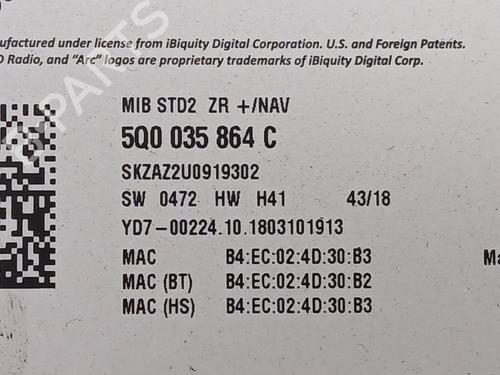 ufactured under license from iBiquity Digital Corporation. U.S. and Foreign Patents.
D Radio, and “Arc” logos are proprietary trademarks of iBiquity Digital Corp.
MIB STD2 ZR +/NAV
5Q0 035 864 C
SKZAZ2U0919302
SW 0472 HW H41 43/18
YD7-00224.10.1803101913
MAC B4:EC:02:4D:30:B3
MAC (BT) B4:EC:02:4D:30:B2
MAC (HS) B4:EC:02:4D:30:B3
Ma